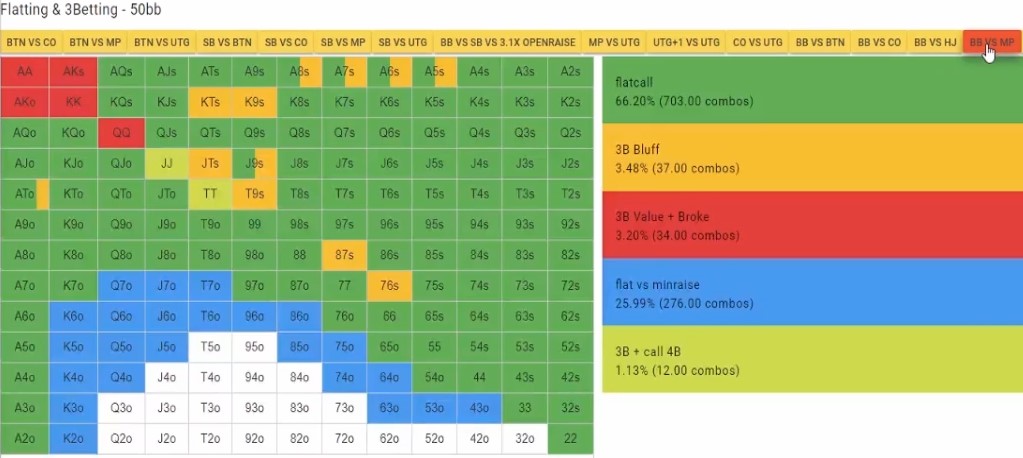 Flatting & 3Betting - 50bb
BTN VS CO BTN VS MP BTN VS UTG SB VS BTN SB VS CO SB VS MP SB VS UTG BB VS SB VS 3.1X OPENRAISE MP VS UTG UTG+1 VS UTG CO VS UTG BB VS BTN BB VS CO BB VS HJ BB VS MP
AA AKs AQs AJs ATs A9s A8s A7s A6s A5s A4s A3s A2s
AKo KK KQs KJs KTs K9s K8s K7s K6s K5s K4s K3s K2s
AQo KQo QQ QJs QTs Q9s Q8s Q7s Q6s Q5s Q4s Q3s Q2s
AJo KJo QJo JJ JTs J9s J8s J7s J6s J5s J4s J3s J2s
ATo KTo QTo JTo TT T9s T8s T7s T6s T5s T4s T3s T2s
A9o K9o Q9o J9o T9o 99 98s 97s 96s 95s 94s 93s 92s
A8o K8o Q8o J8o T8o 98o 88 87s 86s 85s 84s 83s 82s
A7o K7o Q7o J7o T7o 97o 87o 77 76s 75s 74s 73s 72s
A6o K6o Q6o J6o T6o 96o 86o 76o 66 65s 64s 63s 62s
A5o K5o Q5o J5o T5o 95o 85o 75o 65o 55 54s 53s 52s
A4o K4o Q4o J4o T4o 94o 84o 74o 64o 54o 44 43s 42s
A3o K3o Q3o J3o T3o 93o 83o 73o 63o 53o 43o 33 32s
A2o K2o Q2o J2o T2o 92o 82o 72o 62o 52o 42o 32o 22
flatcall
66.20% (703.00 combos)
3B Bluff
3.48% (37.00 combos)
3B Value + Broke
3.20% (34.00 combos)
flat vs minraise
25.99% (276.00 combos)
3B + call 4B
1.13% (12.00 combos)